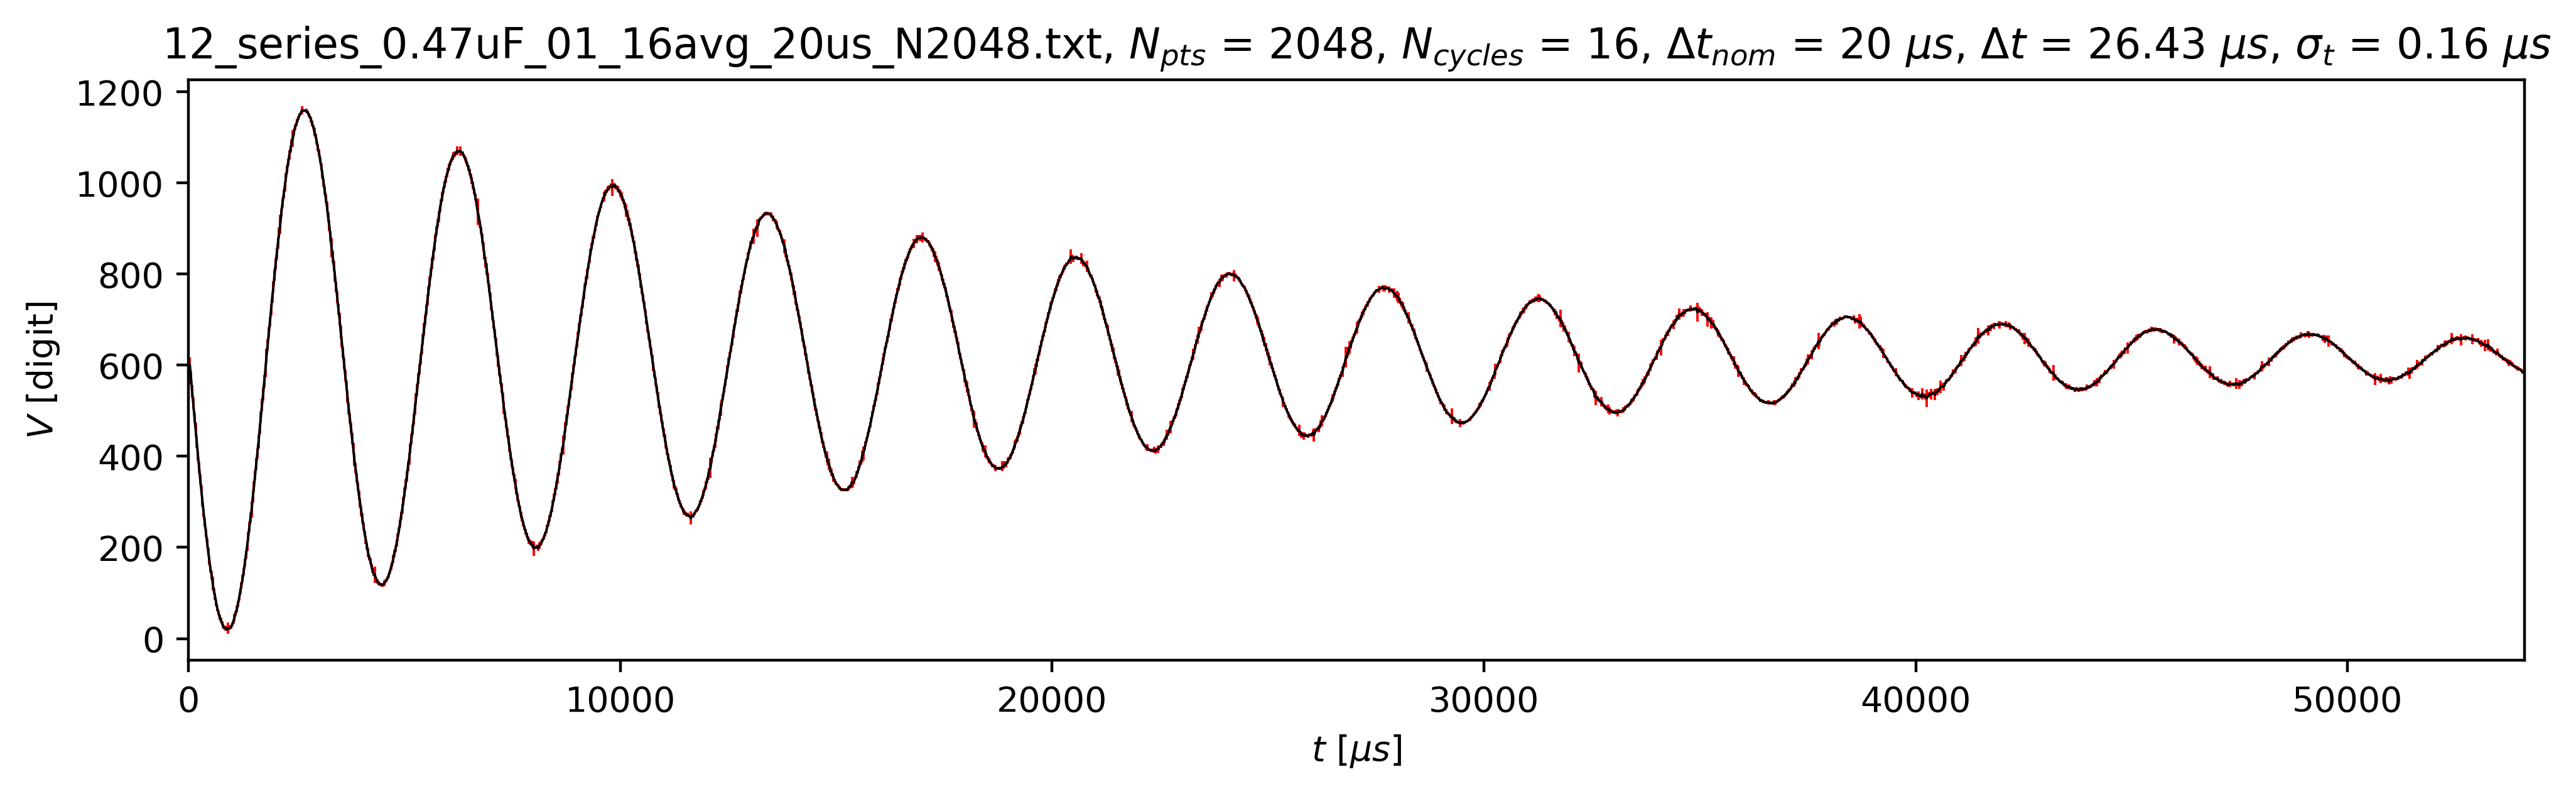 12_series_0.47uF_01_16avg_20us_N2048.txt, N_pts = 2048, N_cycles = 16, Δt_nom = 20 μs, Δt = 26.43 μs, σ_t = 0.16 μs
1200
1000
800
600
400
200
0
V [digit]
0 10000 20000 30000 40000 50000
t [μs]